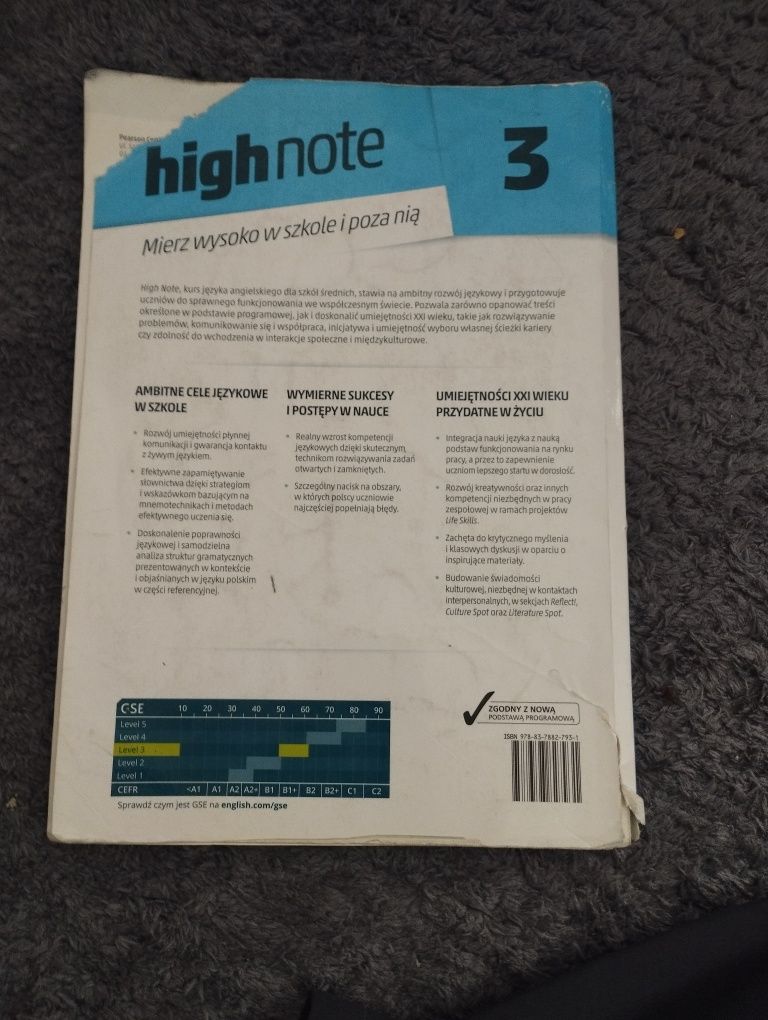 Pearson
highnote
3
Mierz wysoko w szkole i poza nią
High Note, kurs języka angielskiego dla szkół średnich, stawia na ambitny rozwój językowy i przygotowuje
uczniów do sprawnego funkcjonowania we współczesnym świecie. Pozwala zarówno opanować treści
określone w podstawie programowej, jak i doskonalić umiejętności XXI wieku, takie jak rozwiązywanie
problemów, komunikowanie się i współpraca, inicjatywa i umiejętność wyboru własnej ścieżki kariery
czy zdolność do wchodzenia w interakcje społeczne i międzykulturowe.
AMBITNE CELE JĘZYKOWE
W SZKOLE
• Rozwój umiejętności płynnej
komunikacji i gwarancja kontaktu
z żywym językiem.
• Efektywne zapamiętywanie
słownictwa dzięki strategiom
i wskazówkom bazującym na
mnemotechnikach i metodach
efektywnego uczenia się.
• Doskonalenie poprawności
językowej i samodzielna
analiza struktur gramatycznych
prezentowanych w kontekście
i objaśnianych w języku polskim
w części referencyjnej.
WYMIERNE SUKCESY
I POSTĘPY W NAUCE
• Realny wzrost kompetencji
językowych dzięki skutecznym
technikom rozwiązywania zadań
otwartych i zamkniętych.
• Szczególny nacisk na obszary,
w których polscy uczniowie
najczęściej popełniają błędy.
UMIEJĘTNOŚCI XXI WIEKU
PRZYDATNE W ŻYCIU
• Integracja nauki języka z nauką
podstaw funkcjonowania na rynku
pracy, a przez to zapewnienie
uczniom lepszego startu w dorosłość.
• Rozwój kreatywności oraz innych
kompetencji niezbędnych w pracy
zespołowej w ramach projektów
Life Skills.
• Zachęta do krytycznego myślenia
i klasowych dyskusji w oparciu o
inspirujące materiały.
• Budowanie świadomości
kulturowej, niezbędnej w kontaktach
interpersonalnych, w sekcjach Reflect!,
Culture Spot oraz Literature Spot.
GSE 10 20 30 40 50 60 70 80 90
Level 5
Level 4
Level 3
Level 2
Level 1
CEFR <A1 A1 A2 A2+ B1 B1+ B2 B2+ C1 C2
Sprawdź czym jest GSE na english.com/gse
ZGODNY Z NOWĄ
PODSTAWĄ PROGRAMOWĄ
ISBN 978-83-7882-793-1